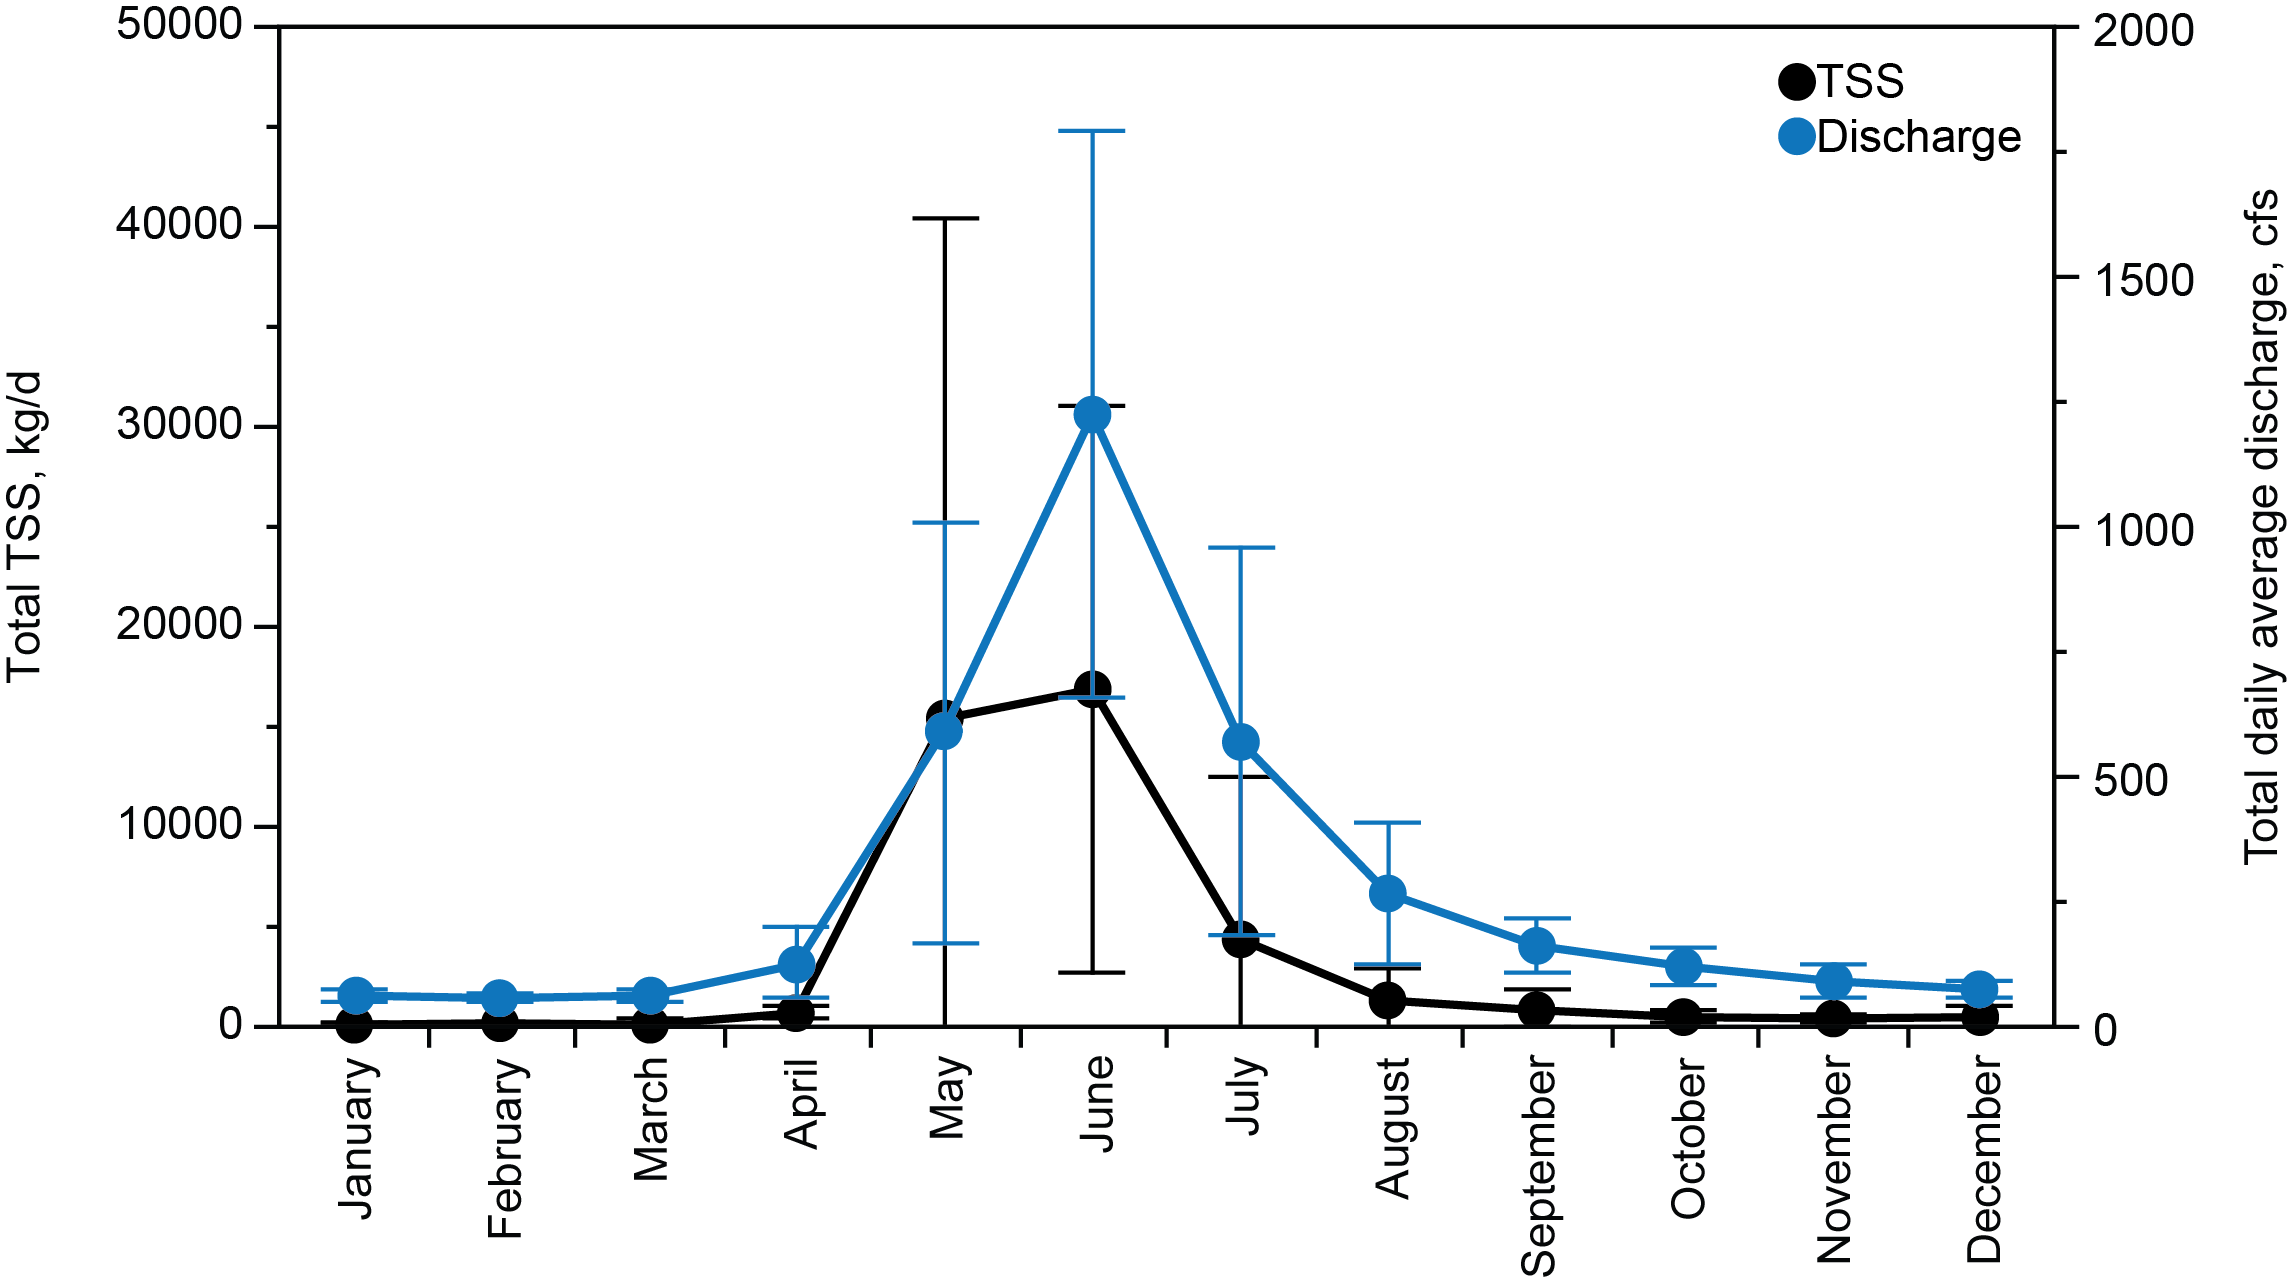 Total TSS, kg/d
50000
40000
30000
20000
10000
0
TSS
Discharge
2000
1500
1000
500
0
Total daily average discharge, cfs
January
February
March
April
May
June
July
August
September
October
November
December